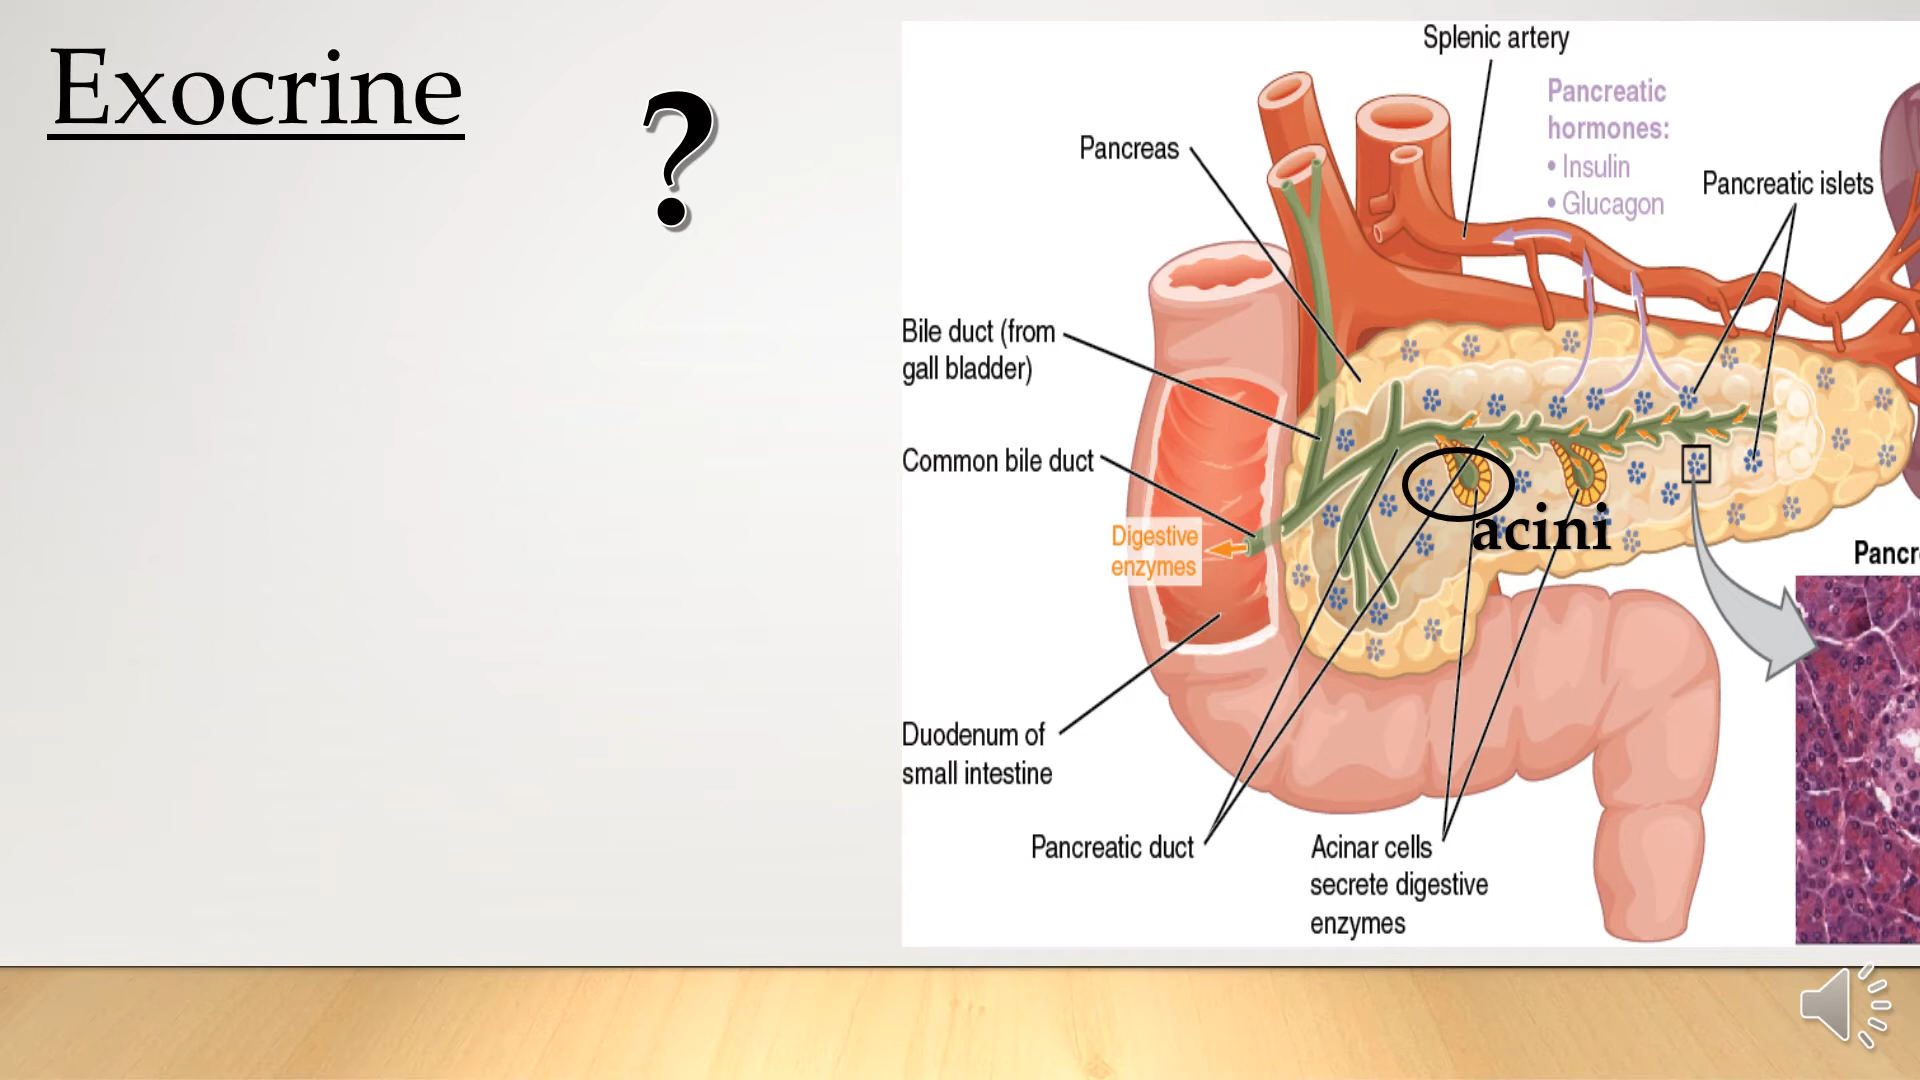 Exocrine
?
Splenic artery
Pancreatic
hormones:
• Insulin
• Glucagon
Pancreas
Pancreatic islets
Bile duct (from
gall bladder)
Common bile duct
Digestive
enzymes
acini
Pancr
Duodenum of
small intestine
Pancreatic duct
Acinar cells
secrete digestive
enzymes